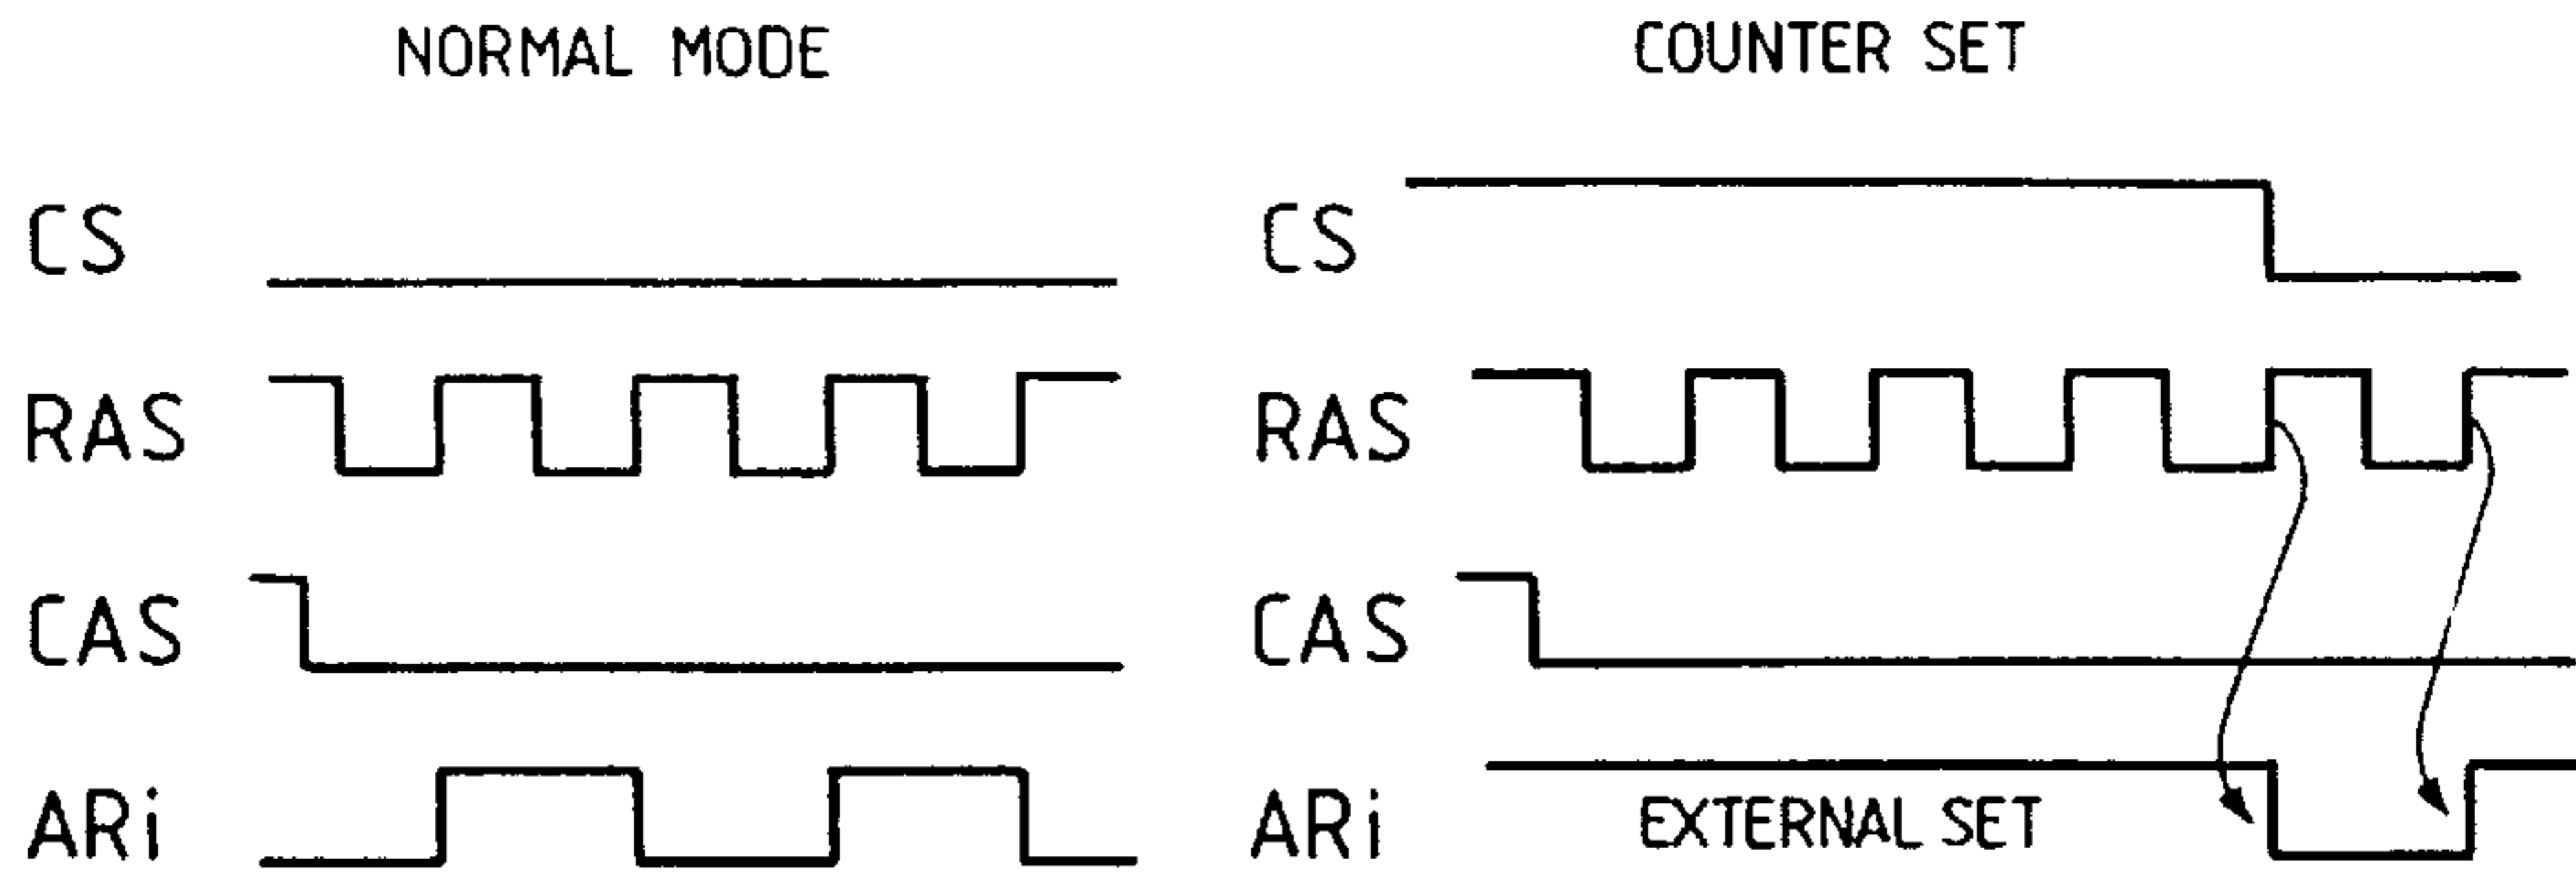 NORMAL MODE
CS
RAS
CAS
ARi
COUNTER SET
CS
RAS
CAS
ARi
EXTERNAL SET